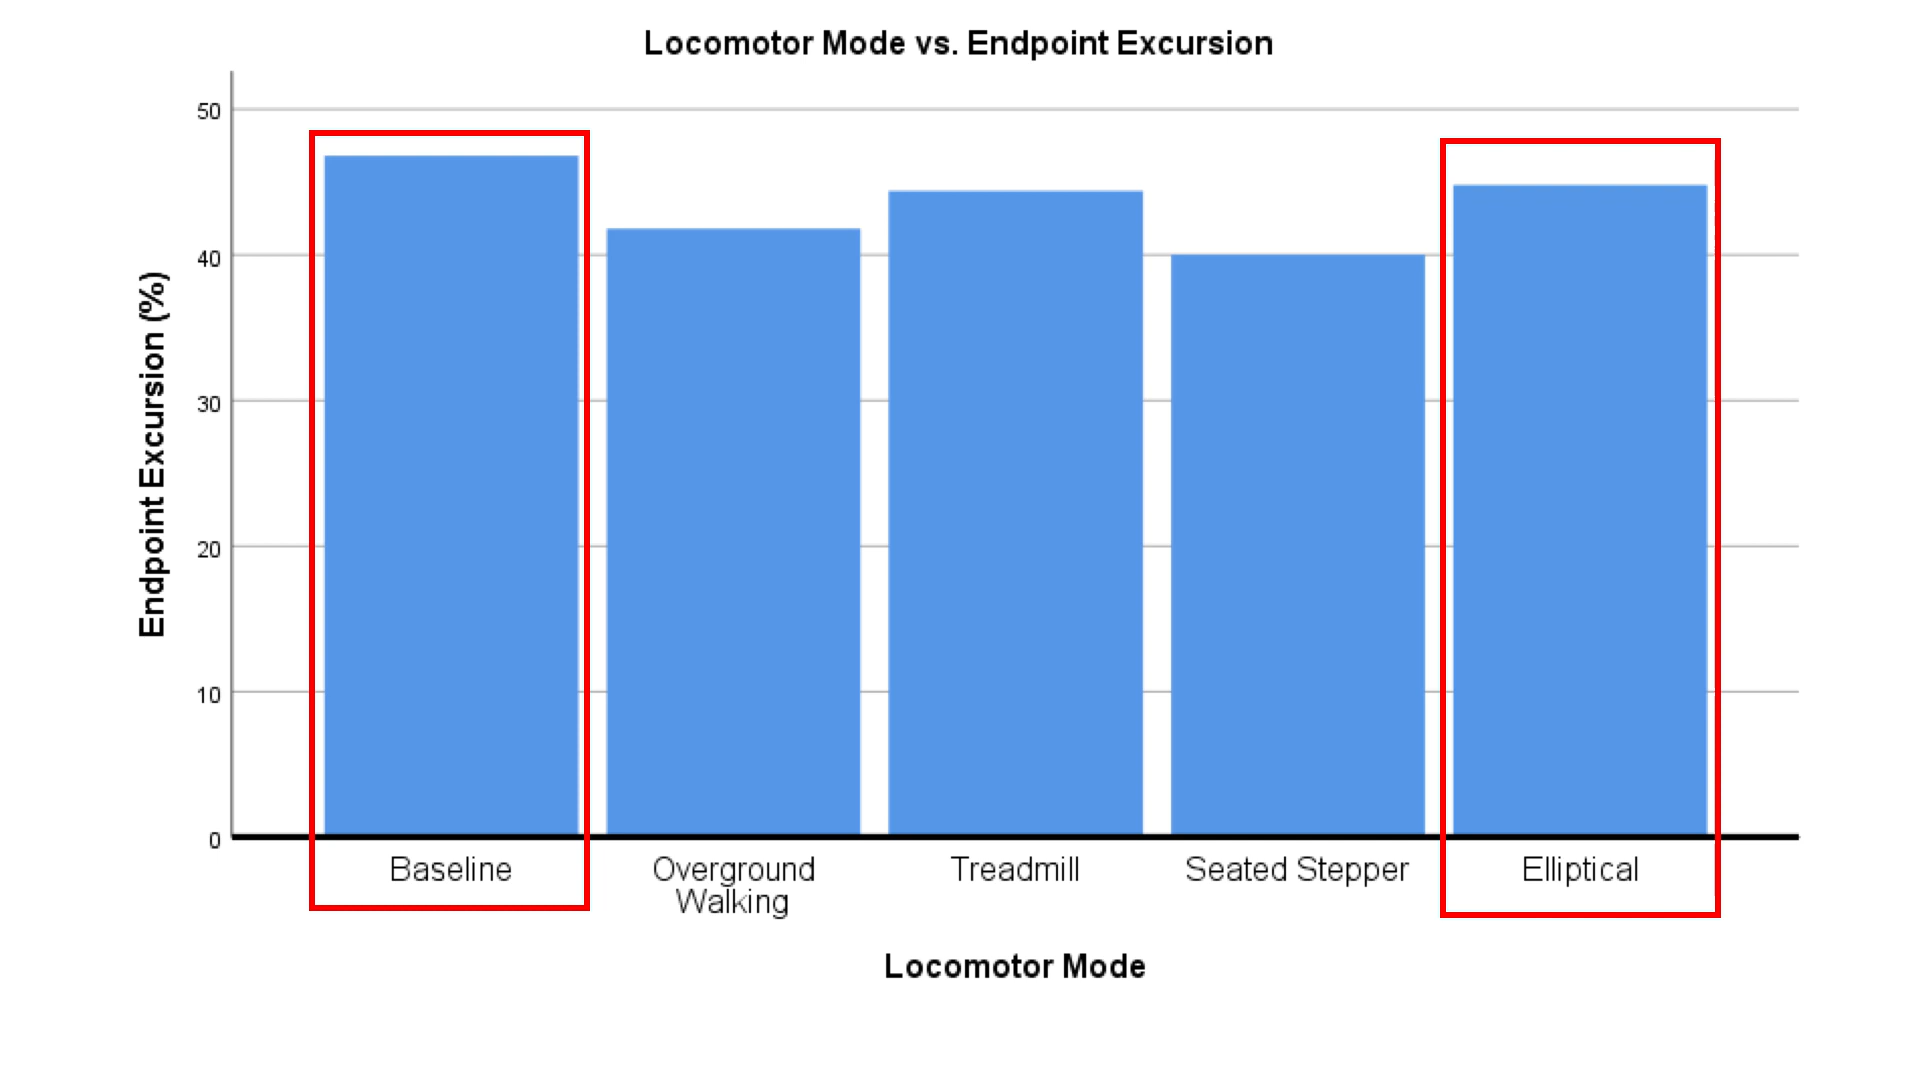 Locomotor Mode vs. Endpoint Excursion
Endpoint Excursion (%)
50
40
30
20
10
0
Baseline
Overground
Walking
Treadmill
Seated Stepper
Elliptical
Locomotor Mode